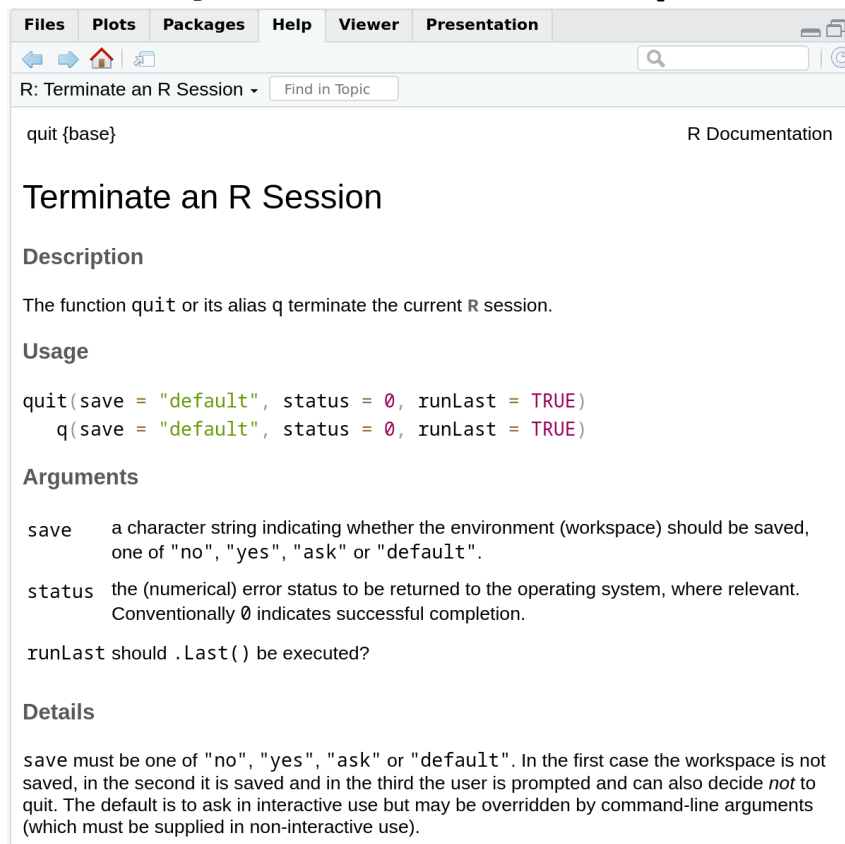 Files Plots Packages Help Viewer Presentation
R: Terminate an R Session Find in Topic
quit {base} R Documentation
Terminate an R Session
Description
The function quit or its alias q terminate the current R session.
Usage
quit(save = "default", status = 0, runLast = TRUE)
q(save = "default", status = 0, runLast = TRUE)
Arguments
save a character string indicating whether the environment (workspace) should be saved,
one of "no", "yes", "ask" or "default".
status the (numerical) error status to be returned to the operating system, where relevant.
Conventionally 0 indicates successful completion.
runLast should .Last() be executed?
Details
save must be one of "no", "yes", "ask" or "default". In the first case the workspace is not
saved, in the second it is saved and in the third the user is prompted and can also decide not to
quit. The default is to ask in interactive use but may be overridden by command-line arguments
(which must be supplied in non-interactive use).